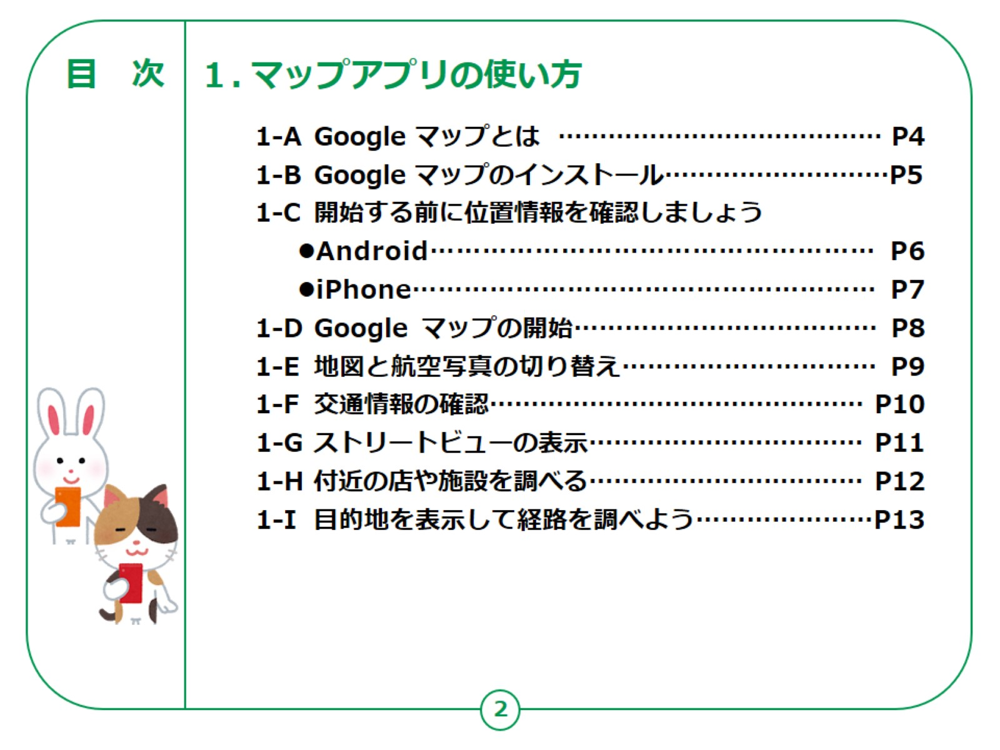 目　次
1. マップアプリの使い方
1-A Google マップとは ………………………………… P4
1-B Google マップのインストール………………………P5
1-C 開始する前に位置情報を確認しましょう
●Android…………………………………………… P6
●iPhone……………………………………………… P7
1-D Google マップの開始……………………………… P8
1-E 地図と航空写真の切り替え………………………… P9
1-F 交通情報の確認……………………………………… P10
1-G ストリートビューの表示…………………………… P11
1-H 付近の店や施設を調べる…………………………… P12
1-I 目的地を表示して経路を調べよう…………………P13
2